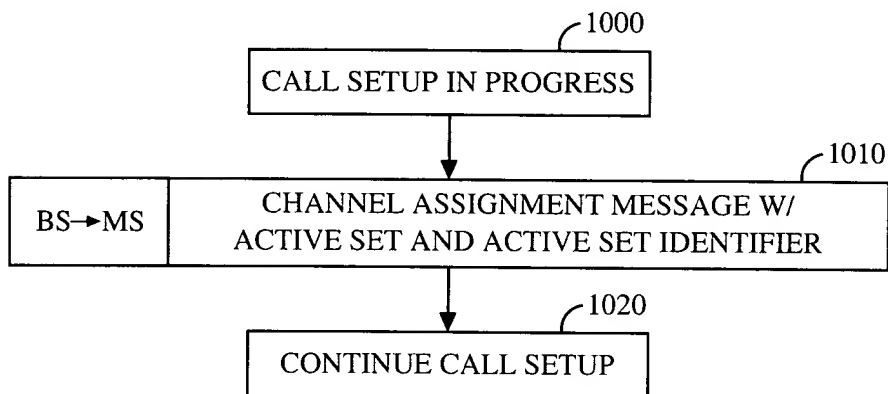 1000
CALL SETUP IN PROGRESS
1010
BS→MS
CHANNEL ASSIGNMENT MESSAGE W/
ACTIVE SET AND ACTIVE SET IDENTIFIER
1020
CONTINUE CALL SETUP